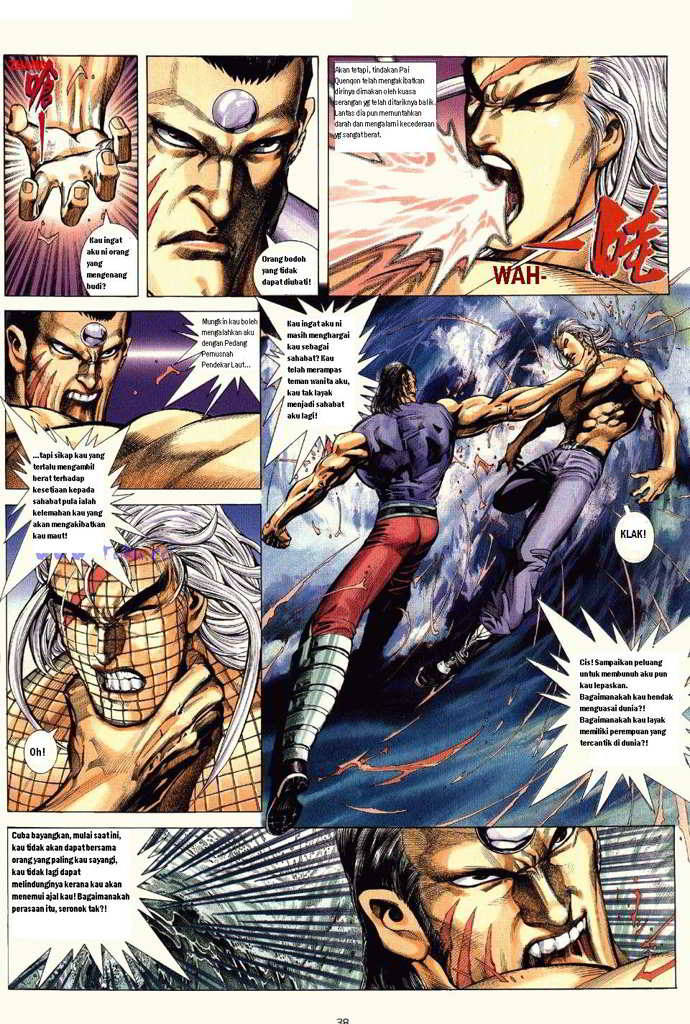 嗆
!
Kau ingat
aku ni orang
yang
mengenang
budi?
Orang bodoh
yang tidak
dapat diubati!
Akan tetapi, tindakan Pai
Quenqon telah mengakibatkan
dirinya dimakan oleh kuasa
serangan yg telah ditariknya balik.
Lantas dia pun memuntahkan
darah dan mengalami kecederaan
yg sangat berat.
哇
WAH-
Mungkin kau boleh
mengalahkan aku
dengan Pedang
Pemusnah
Pendekar Laut...
...tapi sikap kau yang
terlalu mengambil
berat terhadap
kesetiaan kepada
sahabat pula ialah
kelemahan kau yang
akan mengakibatkan
kau maut!
Oh!
Kau ingat aku ni
masih menghargai
kau sebagai
sahabat? Kau
telah merampas
teman wanita aku,
kau tak layak
menjadi sahabat
aku lagi!
KLAK!
Cis! Sampaikan peluang
untuk membunuh aku pun
kau lepaskan.
Bagaimanakah kau hendak
menguasai dunia?!
Bagaimanakah kau layak
memiliki perempuan yang
tercantik di dunia?!
Cuba bayangkan, mulai saat ini,
kau tidak akan dapat bersama
orang yang paling kau sayangi,
kau tidak lagi dapat
melindunginya kerana kau akan
menemui ajal kau! Bagaimanakah
perasaan itu, seronok tak?!
38